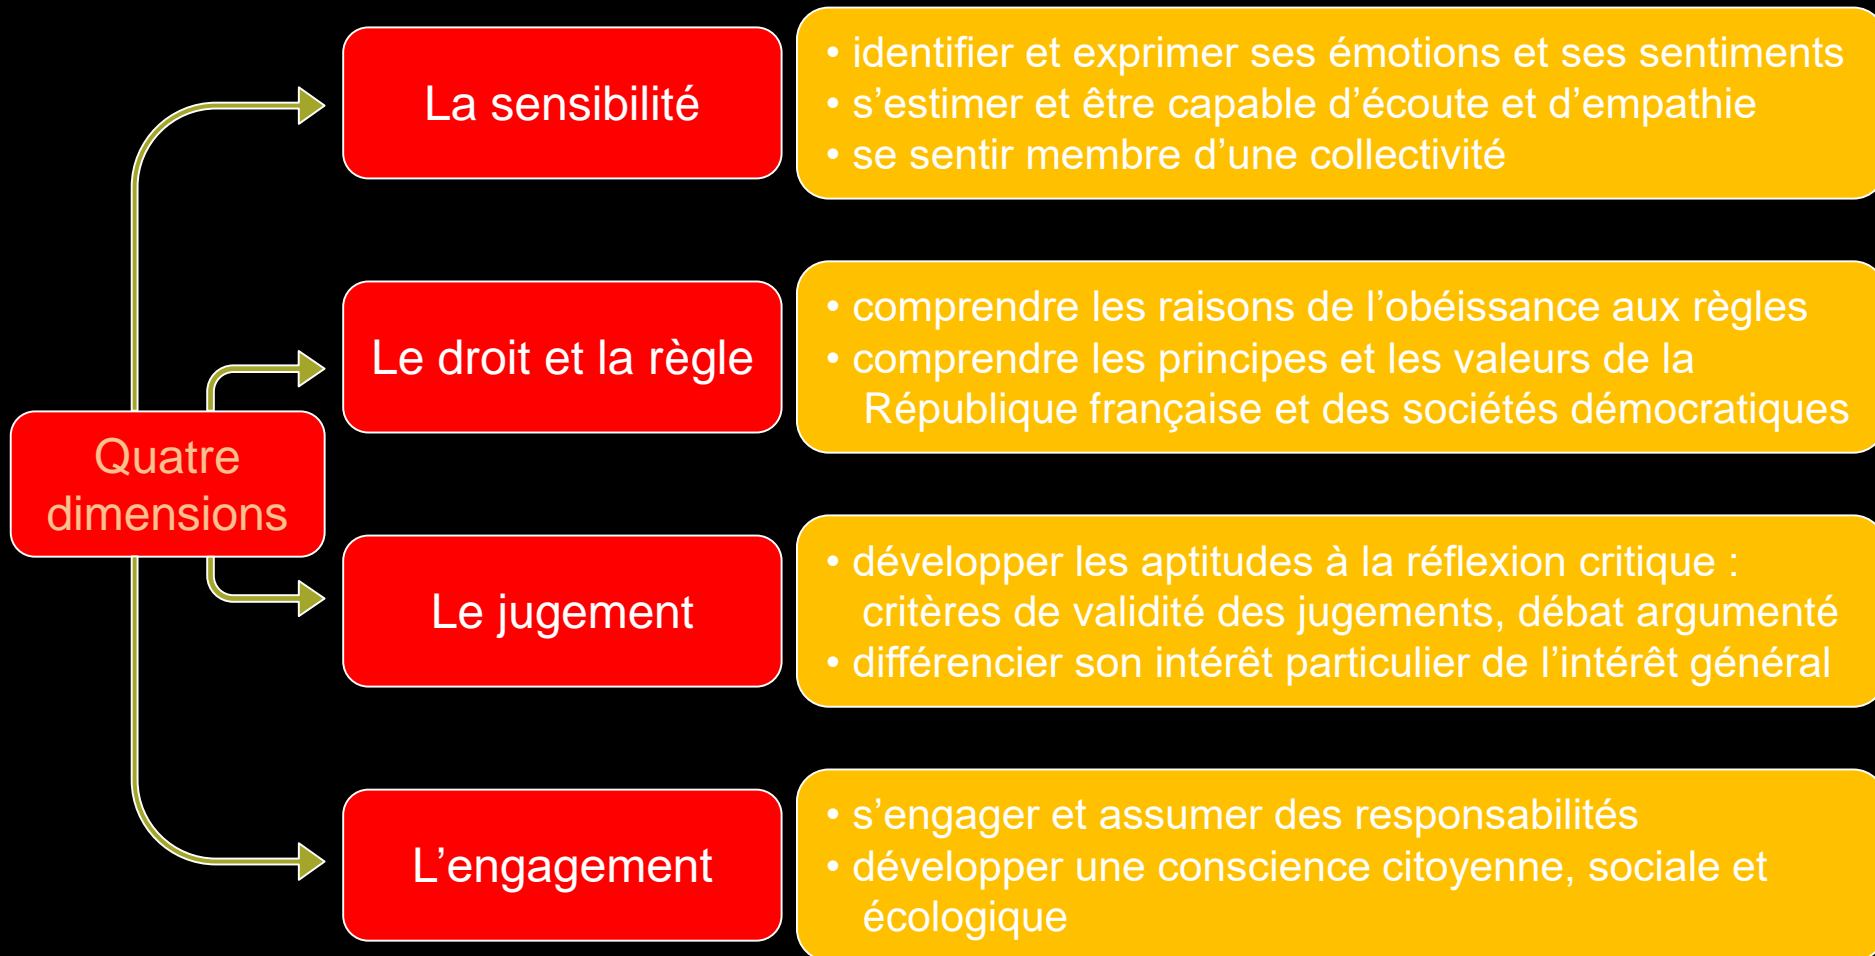 La sensibilité
• identifier et exprimer ses émotions et ses sentiments
• s’estimer et être capable d’écoute et d’empathie
• se sentir membre d’une collectivité
Le droit et la règle
• comprendre les raisons de l’obéissance aux règles
• comprendre les principes et les valeurs de la
République française et des sociétés démocratiques
Quatre
dimensions
Le jugement
• développer les aptitudes à la réflexion critique :
critères de validité des jugements, débat argumenté
• différencier son intérêt particulier de l’intérêt général
L’engagement
• s’engager et assumer des responsabilités
• développer une conscience citoyenne, sociale et
écologique